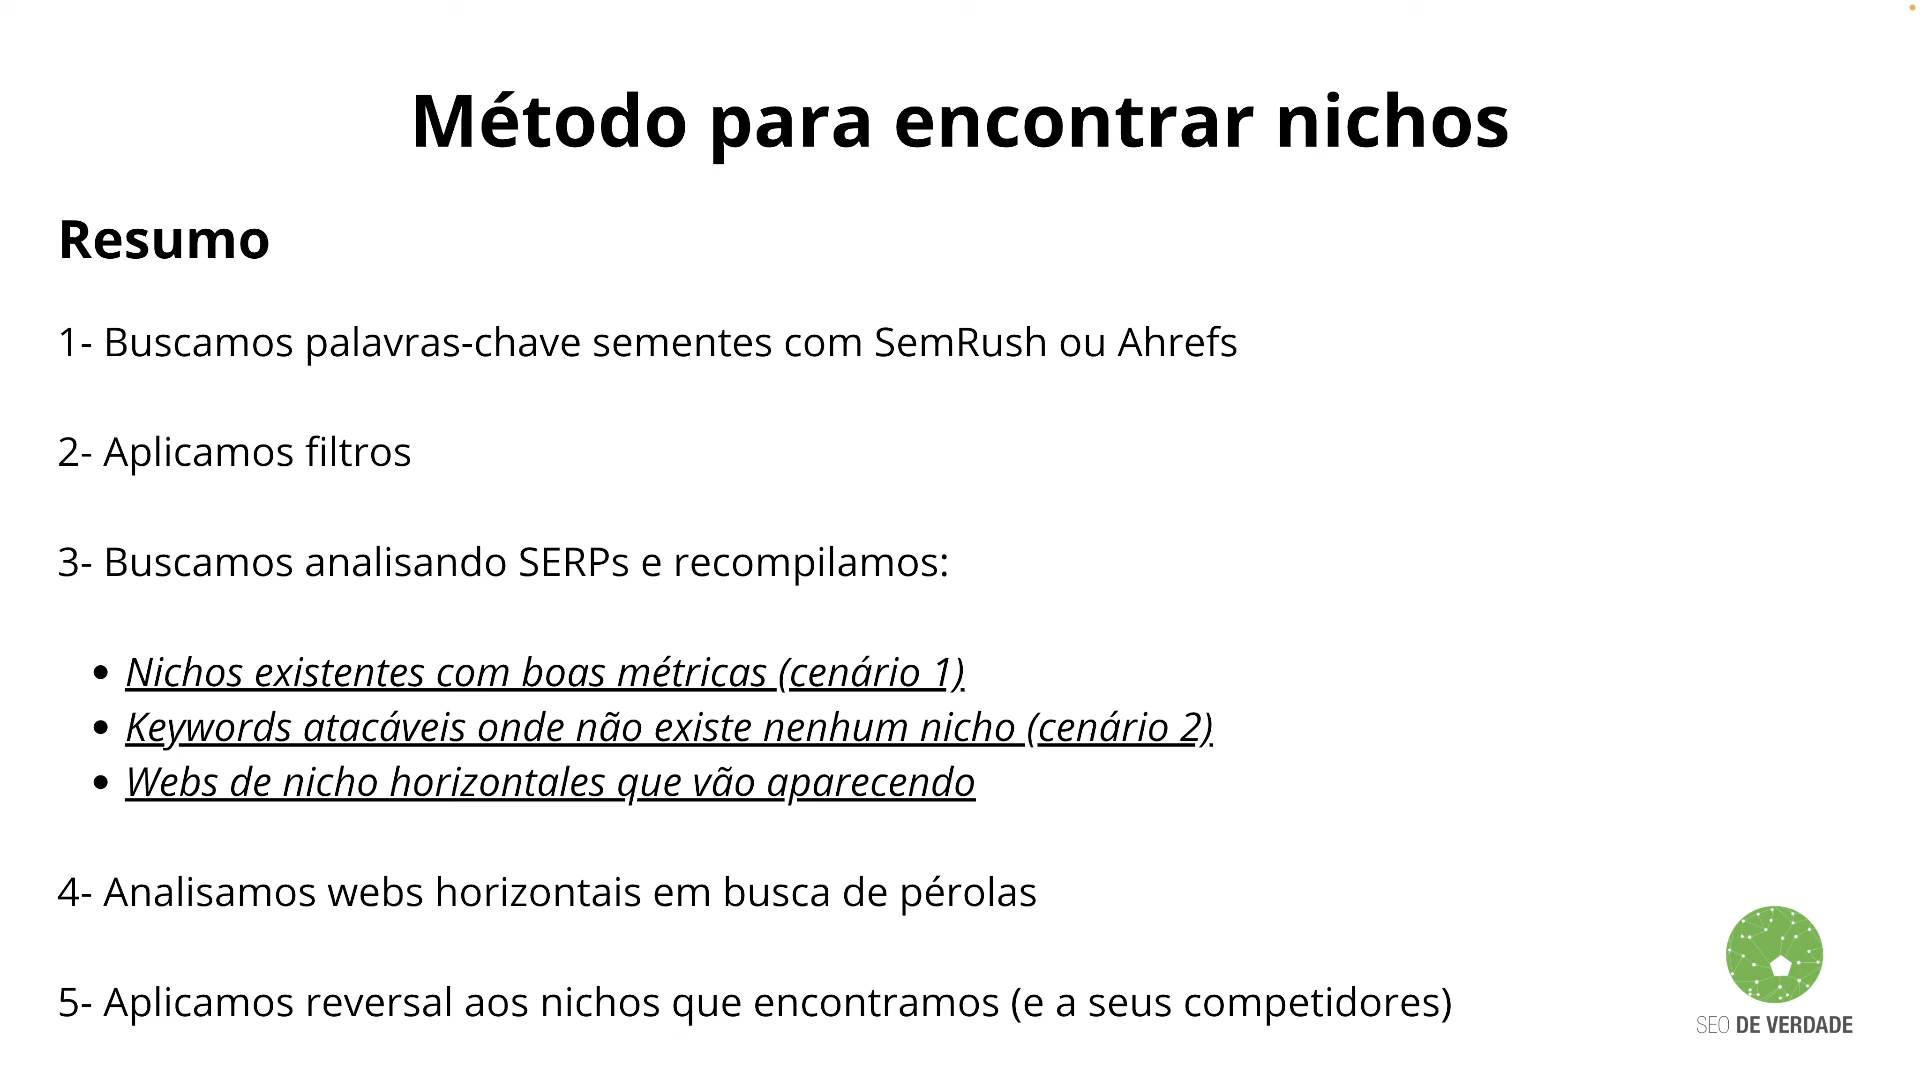 Método para encontrar nichos
Resumo
1- Buscamos palavras-chave sementes com SemRush ou Ahrefs
2- Aplicamos filtros
3- Buscamos analisando SERPs e recompilamos:
• Nichos existentes com boas métricas (cenário 1)
• Keywords atacáveis onde não existe nenhum nicho (cenário 2)
• Webs de nicho horizontales que vão aparecendo
4- Analisamos webs horizontais em busca de pérolas
5- Aplicamos reversal aos nichos que encontramos (e a seus competidores)
SEO DE VERDADE